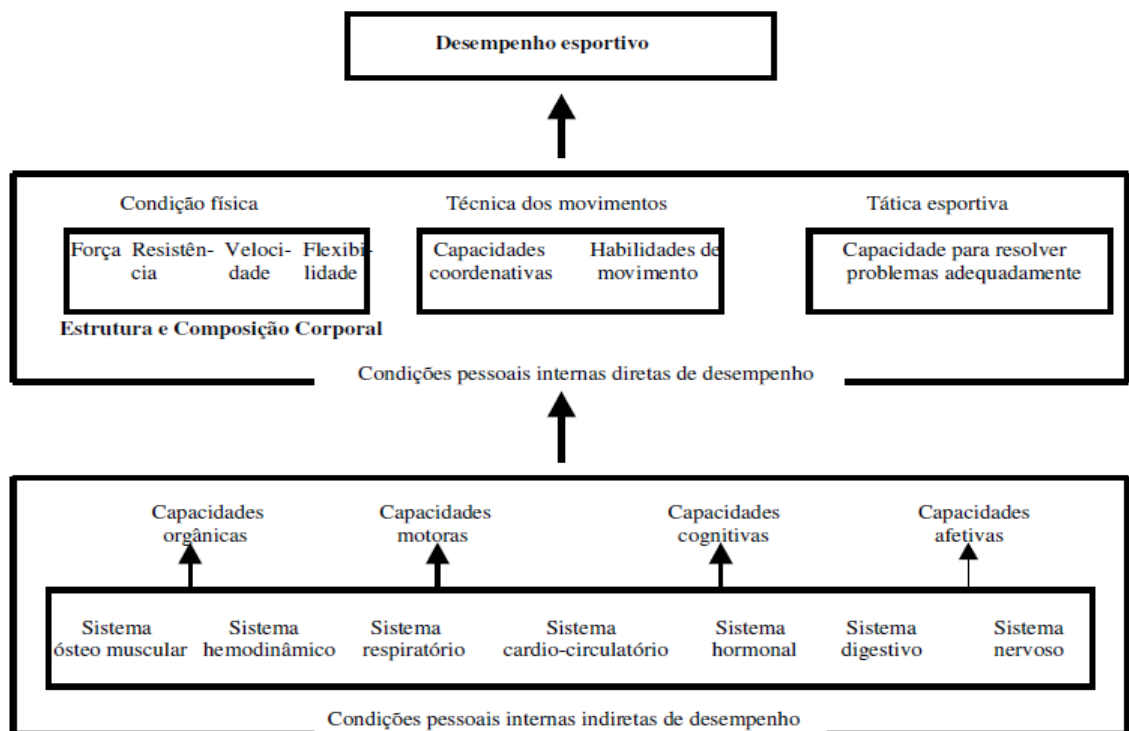 Desempenho esportivo
Condição física
Técnica dos movimentos
Tática esportiva
Força Resistên- Veloci- Flexibi-
cia dade lilidade
Capacidades Habilidades de
coordenativas movimento
Capacidade para resolver
problemas adequadamente
Estrutura e Composição Corporal
Condições pessoais internas diretas de desempenho
Capacidades
orgânicas
Capacidades
motoras
Capacidades
cognitivas
Capacidades
afetivas
Sistema
ósteo muscular
Sistema
hemodinâmico
Sistema
respiratório
Sistema
cardio-circulatório
Sistema
hormonal
Sistema
digestivo
Sistema
nervoso
Condições pessoais internas indiretas de desempenho